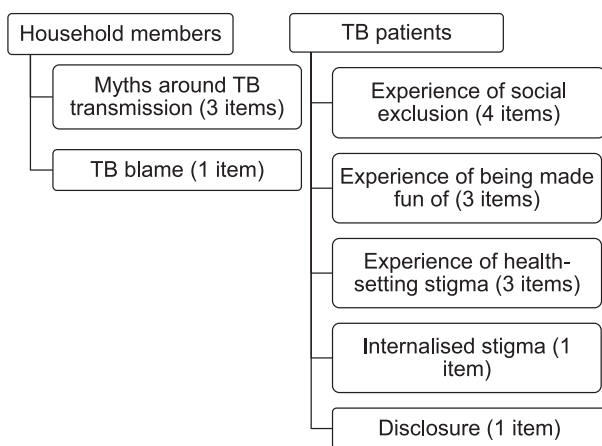 Household members
Myths around TB
transmission (3 items)
TB blame (1 item)
TB patients
Experience of social
exclusion (4 items)
Experience of being made
fun of (3 items)
Experience of health-
setting stigma (3 items)
Internalised stigma (1
item)
Disclosure (1 item)